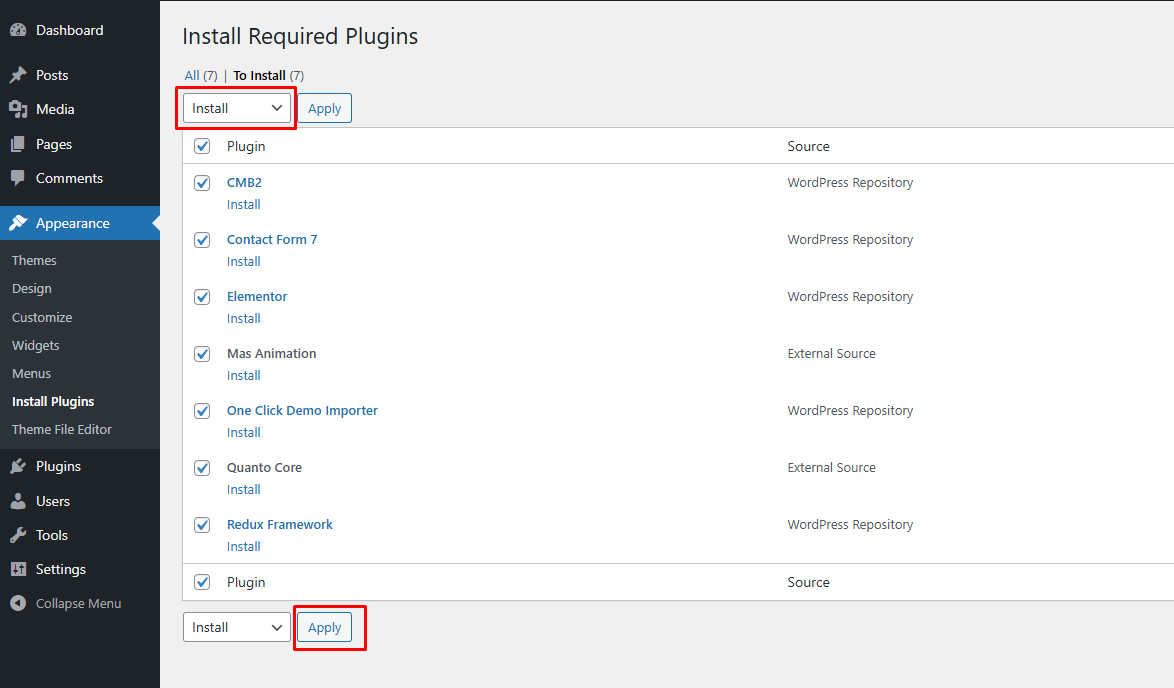 Dashboard
Posts
Media
Pages
Comments
Appearance
Themes
Design
Customize
Widgets
Menus
Install Plugins
Theme File Editor
Plugins
Users
Tools
Settings
Collapse Menu
Install Required Plugins
All (7) | To Install (7)
Install Apply
Plugin Source
CMB2 WordPress Repository
Install
Contact Form 7 WordPress Repository
Install
Elementor WordPress Repository
Install
Mas Animation External Source
Install
One Click Demo Importer WordPress Repository
Install
Quanto Core External Source
Install
Redux Framework WordPress Repository
Install
Plugin Source
Install Apply